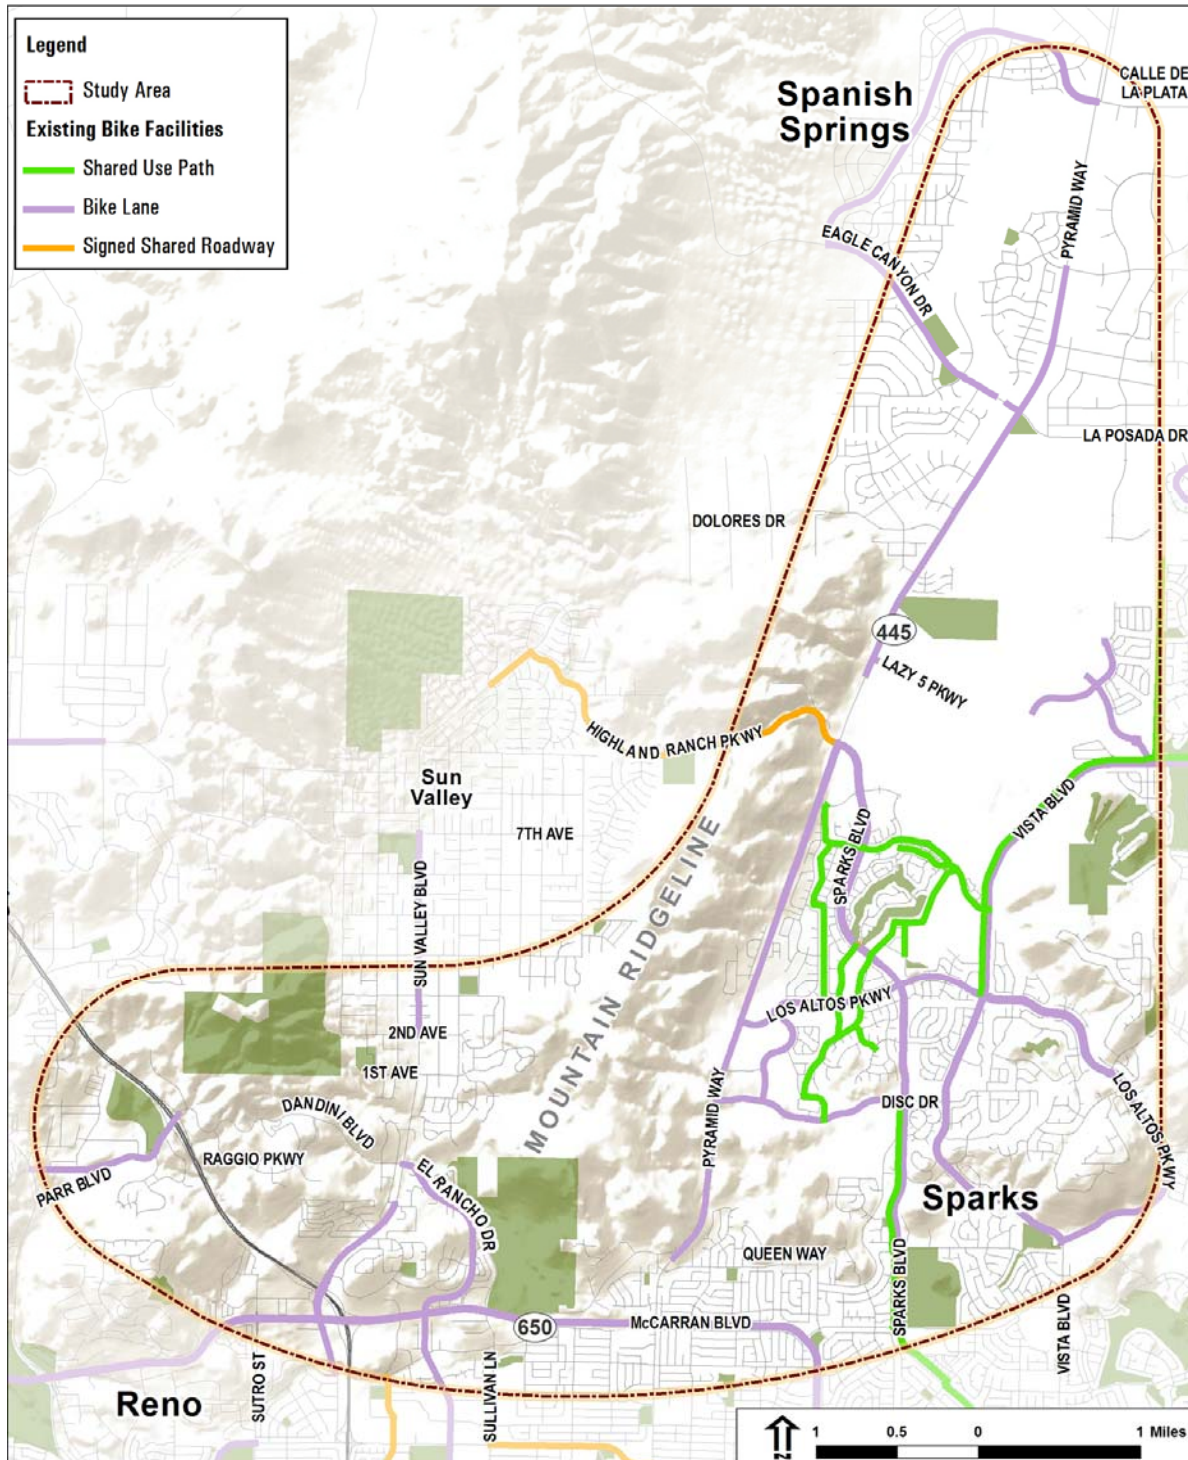 Legend
Study Area
Existing Bike Facilities
Shared Use Path
Bike Lane
Signed Shared Roadway
Spanish
Springs
CALLE DE
LA PLATA
PYRAMID WAY
EAGLE CANYON DR
LA POSADA DR
DOLORES DR
445
LAZY 5 PKWY
HIGHLAND RANCH PKWY
Sun
Valley
7TH AVE
VISTA BLVD
SPARKS BLVD
SUN VALLEY BLVD
MOUNTAIN RIDGELINE
LOS ALTOS PKWY
2ND AVE
1ST AVE
DANDINI BLVD
PYRAMID WAY
DISC DR
LOS ALTOS PKWY
RAGGIO PKWY
PARR BLVD
EL RANCHO DR
Sparks
QUEEN WAY
SPARKS BLVD
650
McCARRAN BLVD
VISTA BLVD
SUTRO ST
SULLIVAN LN
Reno
N
1 0.5 0 1 Miles